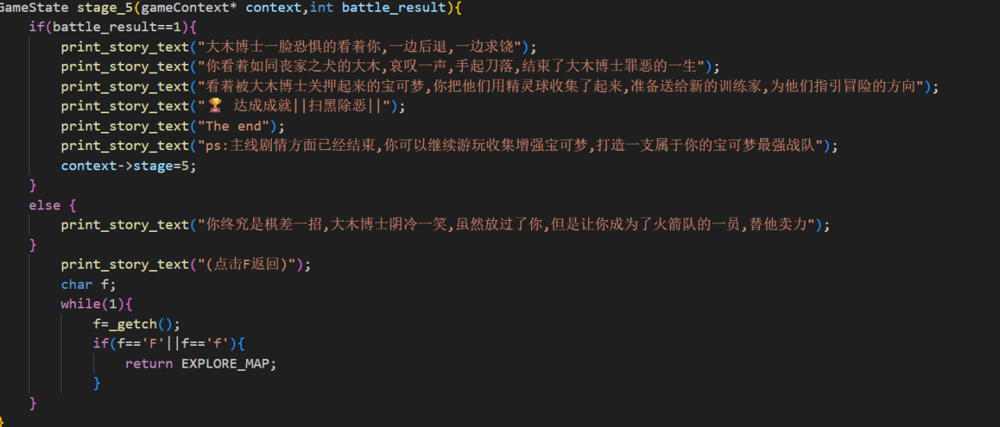 GameState stage_5(gameContext* context,int battle_result){
if(battle_result==1){
print_story_text("大木博士一脸恐惧的看着你,一边后退,一边求饶");
print_story_text("你看着如同丧家之犬的大木,哀叹一声,手起刀落,结束了大木博士罪恶的一生");
print_story_text("看着被大木博士关押起来的宝可梦,你把他们用精灵球收集了起来,准备送给新的训练家,为他们指引冒险的方向");
print_story_text("🏆 达成成就||扫黑除恶||");
print_story_text("The end");
print_story_text("ps:主线剧情方面已经结束,你可以继续游玩收集增强宝可梦,打造一支属于你的宝可梦最强战队");
context->stage=5;
}
else {
print_story_text("你终究是棋差一招,大木博士阴冷一笑,虽然放过了你,但是让你成为了火箭队的一员,替他卖力");
}
print_story_text("(点击F返回)");
char f;
while(1){
f=_getch();
if(f=='F'||f=='f'){
return EXPLORE_MAP;
}
}
}